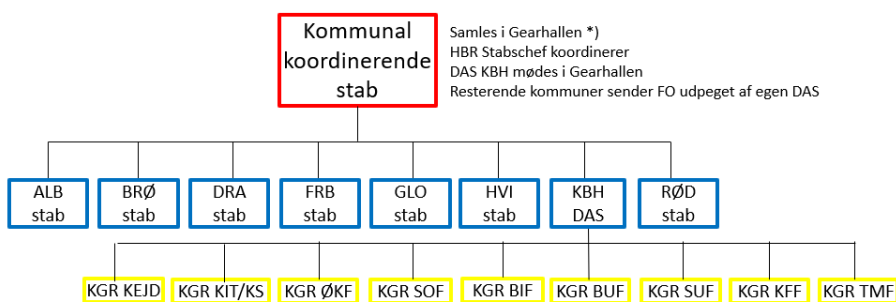 Kommunal
koordinerende
stab
Samles i Gearhallen *)
HBR Stabschef koordinerer
DAS KBH mødes i Gearhallen
Resterende kommuner sender FO udpeget af egen DAS
ALB
stab
BRØ
stab
DRA
stab
FRB
stab
GLO
stab
HVI
stab
KBH
DAS
RØD
stab
KGR KEJD
KGR KIT/KS
KGR ØKF
KGR SOF
KGR BIF
KGR BUF
KGR SUF
KGR KFF
KGR TMF